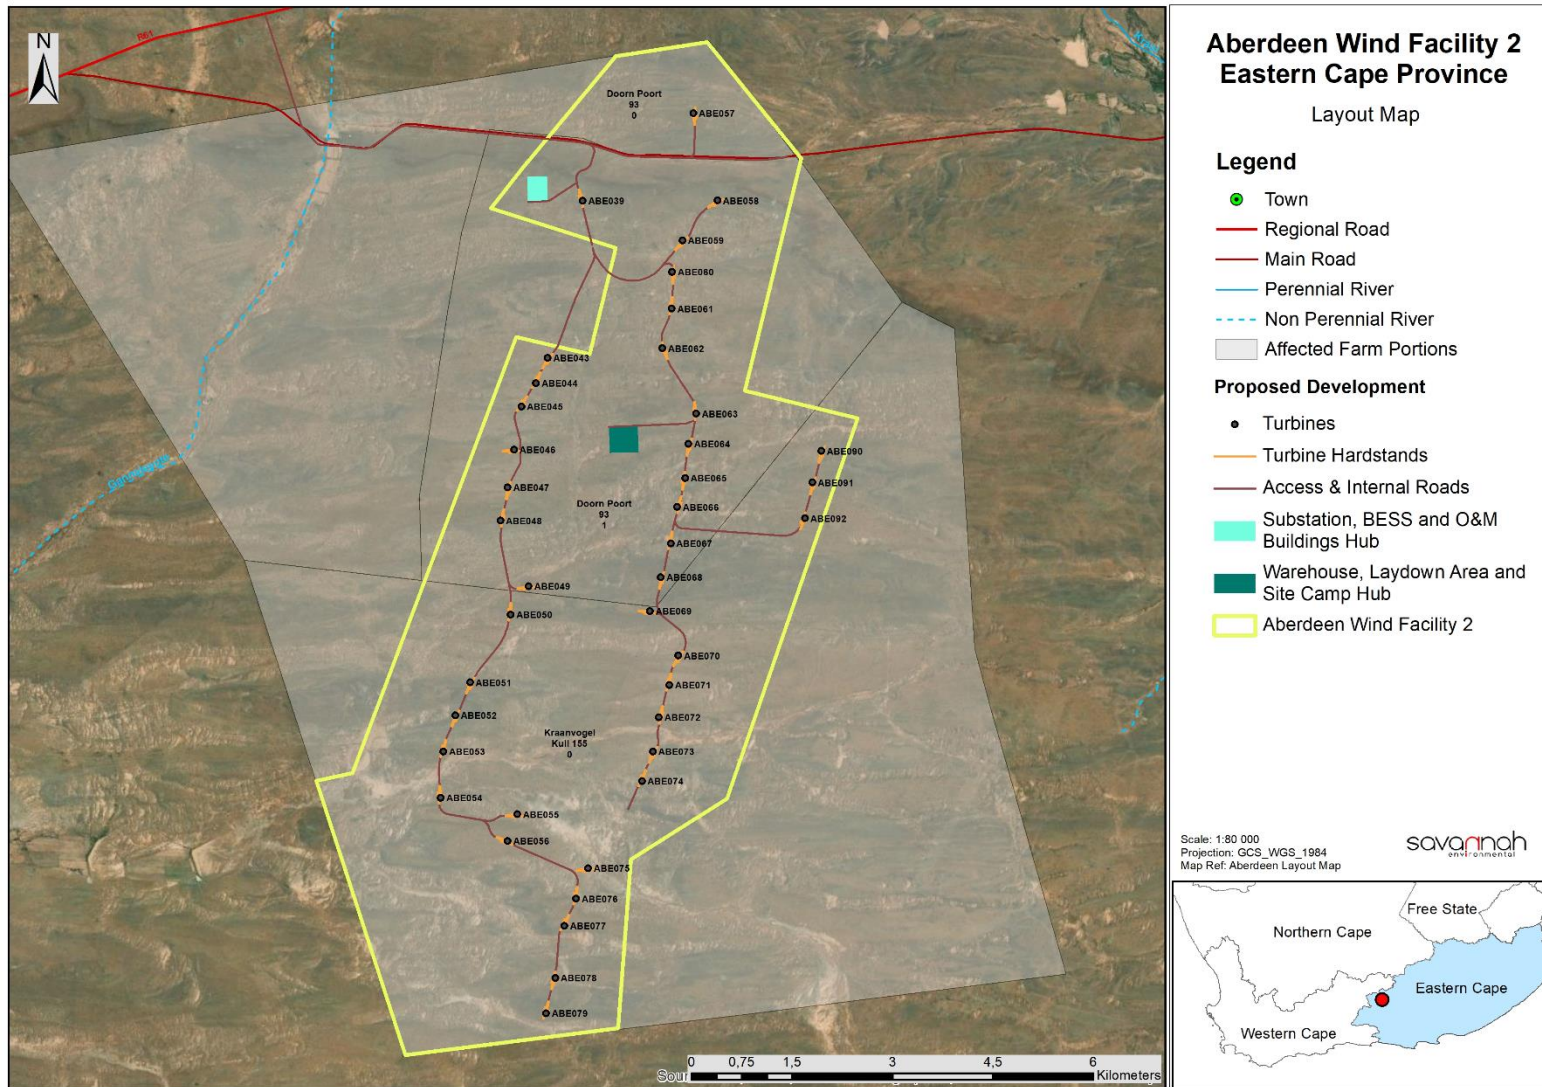 Aberdeen Wind Facility 2
Eastern Cape Province
Layout Map
Legend
Town
Regional Road
Main Road
Perennial River
Non Perennial River
Affected Farm Portions
Proposed Development
Turbines
Turbine Hardstands
Access & Internal Roads
Substation, BESS and O&M
Buildings Hub
Warehouse, Laydown Area and
Site Camp Hub
Aberdeen Wind Facility 2
Scale: 1:80 000
Projection: GCS_WGS_1984
Map Ref: Aberdeen Layout Map
savannah
environmental
Free State
Northern Cape
Eastern Cape
Western Cape
N
R61
Doorn Poort
93
0
ABE057
ABE039
ABE058
ABE059
ABE060
ABE061
ABE062
ABE043
ABE044
ABE045
ABE063
ABE046
ABE064
ABE090
ABE065
ABE091
ABE047
ABE066
Doorn Poort
93
1
ABE048
ABE092
ABE067
ABE068
ABE049
ABE069
ABE050
ABE070
ABE051
ABE071
ABE052
ABE072
Kraanvogel
Kuil 155
0
ABE053
ABE073
ABE074
ABE054
ABE055
ABE056
ABE075
ABE076
ABE077
ABE078
ABE079
0 0,75 1,5 3 4,5 6
Kilometers